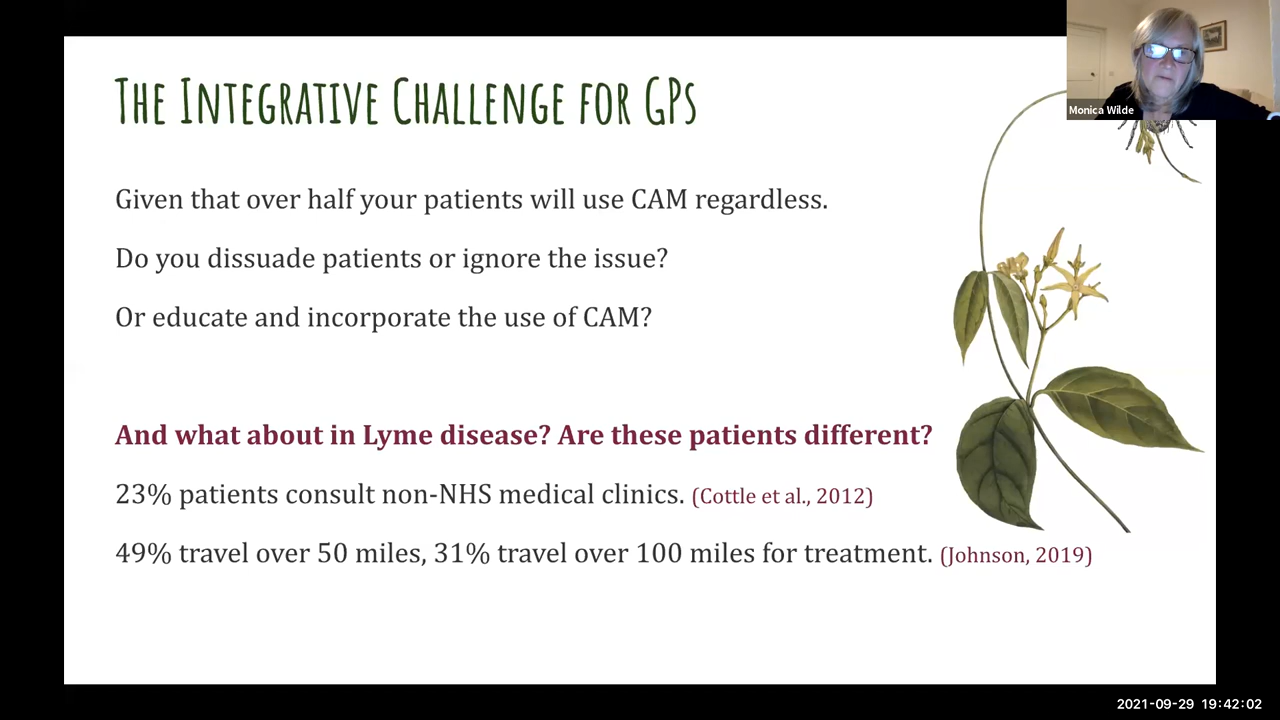 The Integrative Challenge for GPs
Monica Wilde
Given that over half your patients will use CAM regardless.
Do you dissuade patients or ignore the issue?
Or educate and incorporate the use of CAM?
And what about in Lyme disease? Are these patients different?
23% patients consult non-NHS medical clinics. (Cottle et al., 2012)
49% travel over 50 miles, 31% travel over 100 miles for treatment. (Johnson, 2019)
2021-09-29 19:42:02